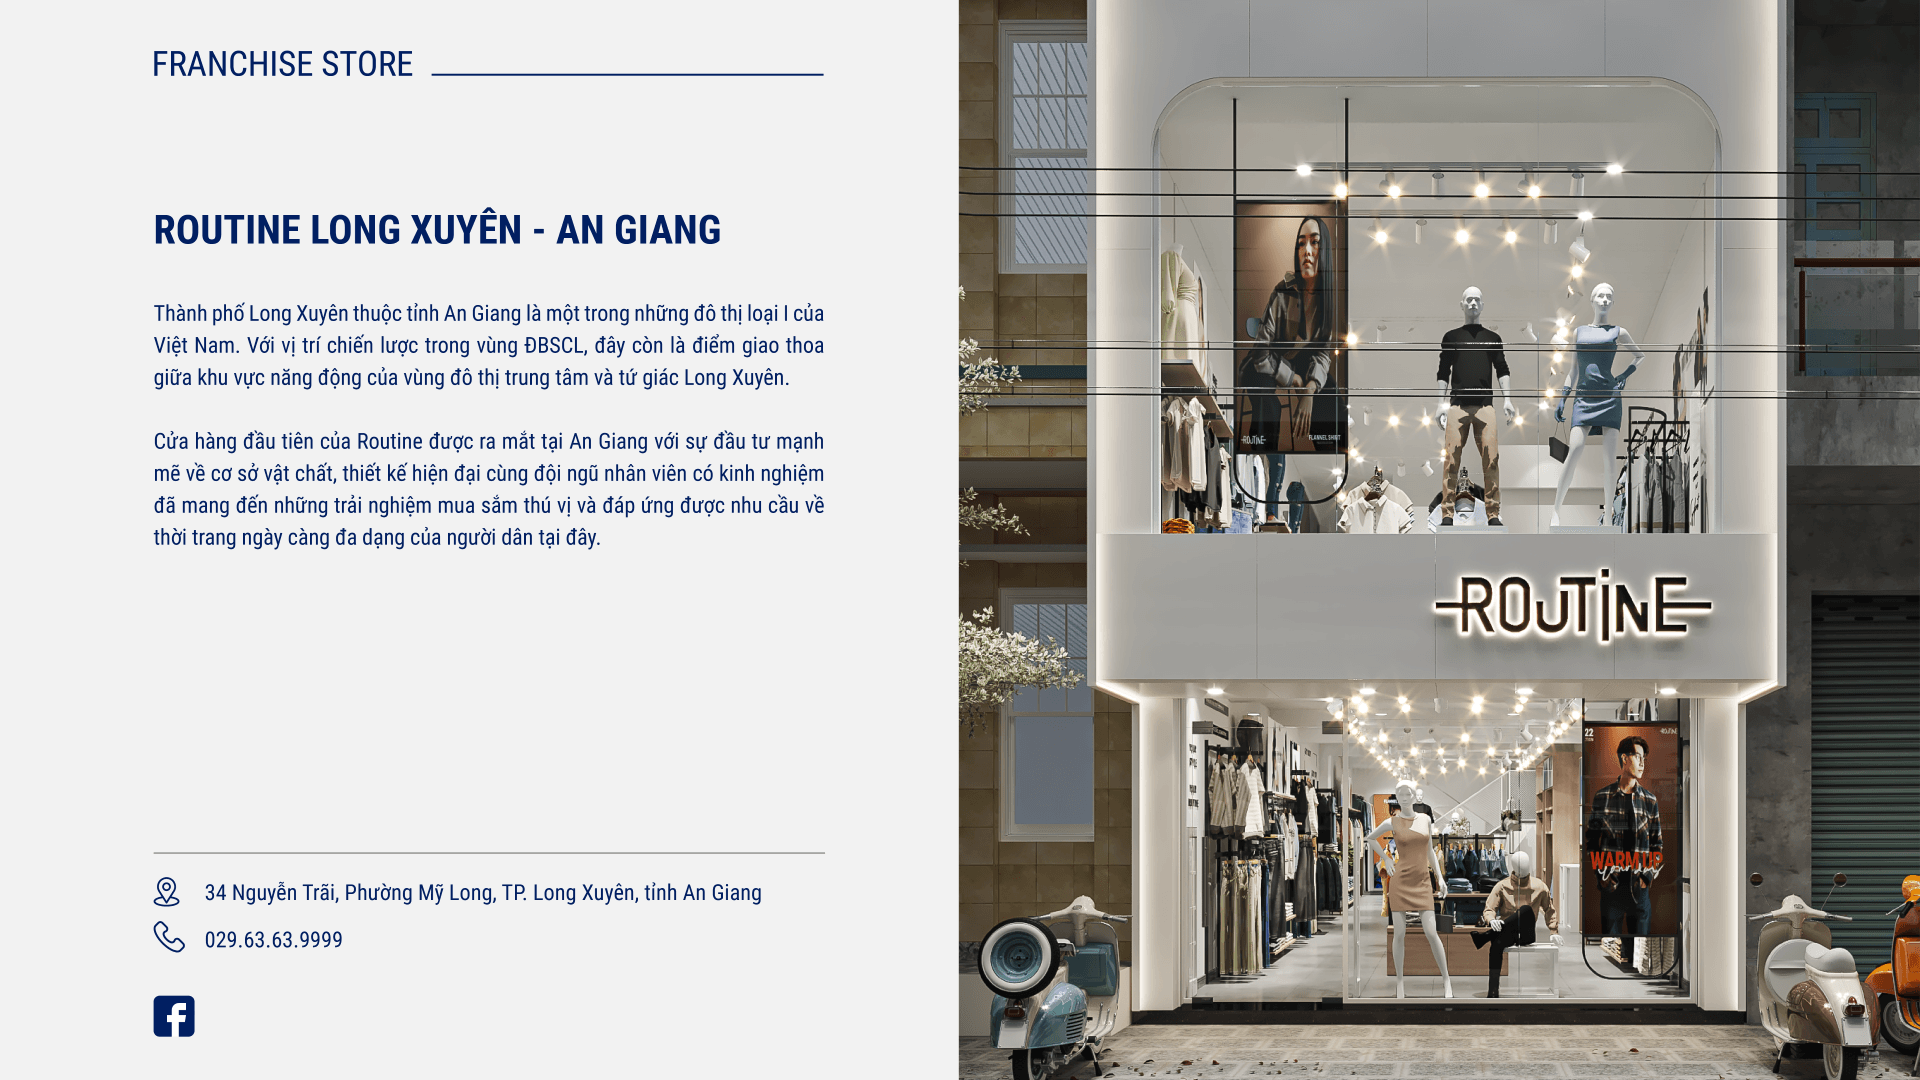 FRANCHISE STORE
ROUTINE LONG XUYÊN - AN GIANG
Thành phố Long Xuyên thuộc tỉnh An Giang là một trong những đô thị loại I của
Việt Nam. Với vị trí chiến lược trong vùng ĐBSCL, đây còn là điểm giao thoa
giữa khu vực năng động của vùng đô thị trung tâm và tứ giác Long Xuyên.
Cửa hàng đầu tiên của Routine được ra mắt tại An Giang với sự đầu tư mạnh
mẽ về cơ sở vật chất, thiết kế hiện đại cùng đội ngũ nhân viên có kinh nghiệm
đã mang đến những trải nghiệm mua sắm thú vị và đáp ứng được nhu cầu về
thời trang ngày càng đa dạng của người dân tại đây.
34 Nguyễn Trãi, Phường Mỹ Long, TP. Long Xuyên, tỉnh An Giang
029.63.63.9999
ROUTINE FLANNEL SHIRT
ROUTINE
22 ROUTINE
WARM UP